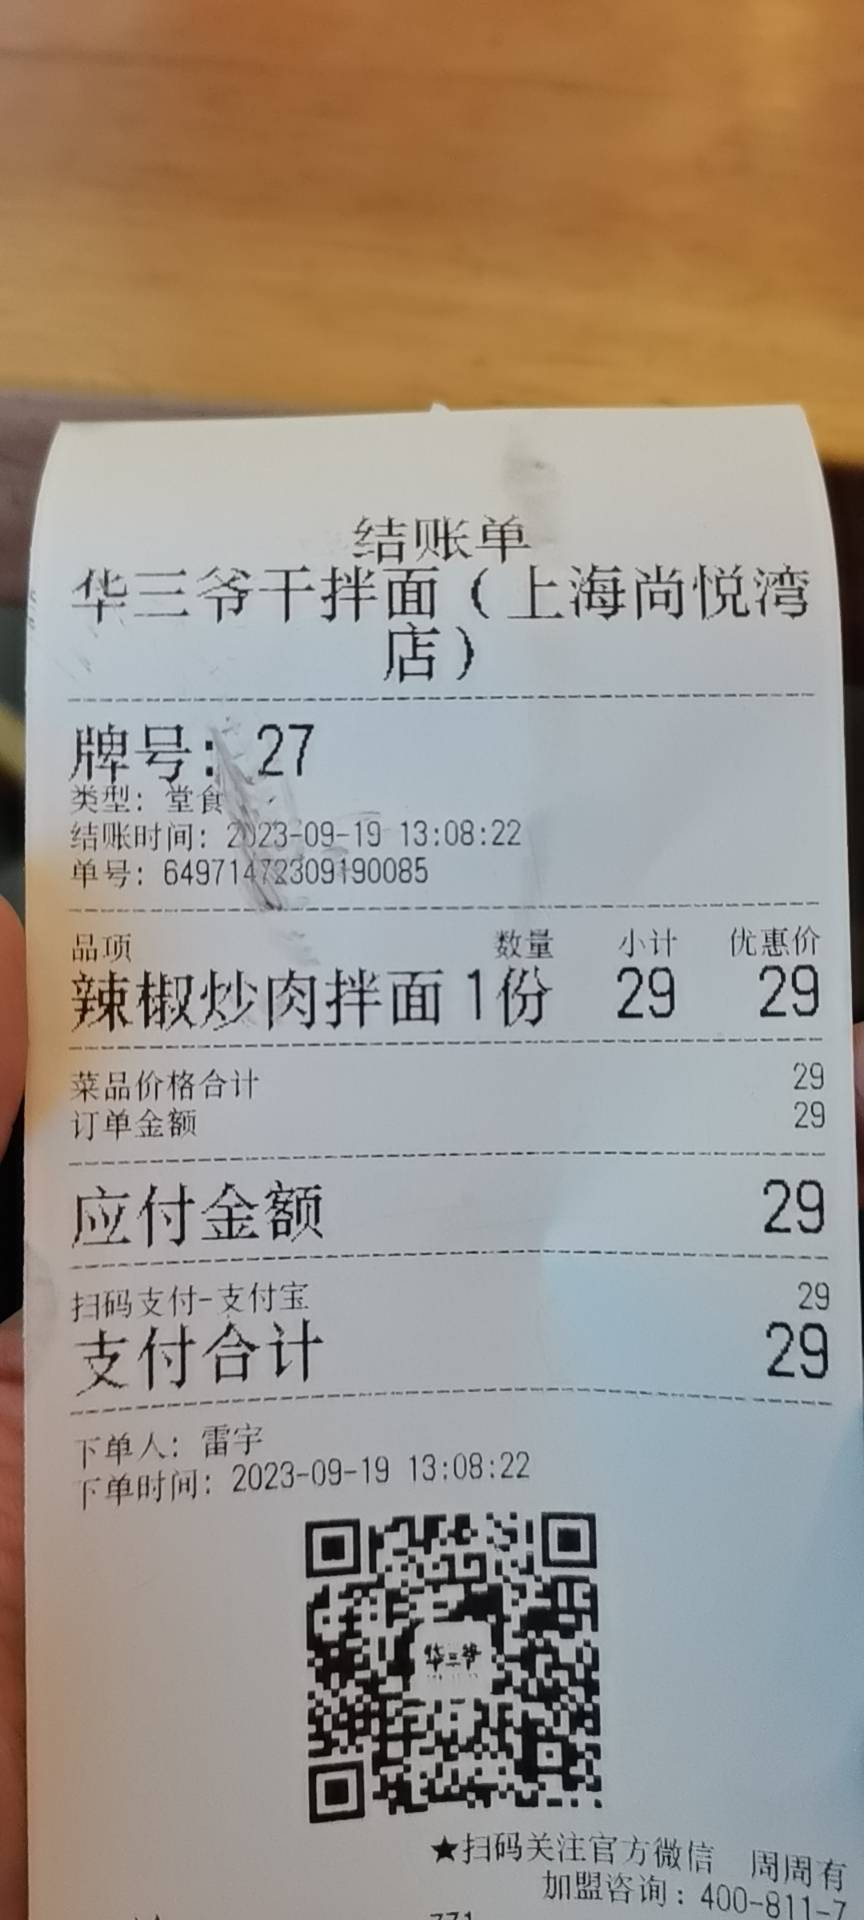 结账单
华三爷干拌面（上海尚悦湾
店）
牌号：27
类型：堂食
结账时间：2023-09-19 13:08:22
单号：64971472309190085
品项 数量 小计 优惠价
辣椒炒肉拌面 1份 29 29
菜品价格合计 29
订单金额 29
应付金额 29
扫码支付-支付宝 29
支付合计 29
下单人：雷宇
下单时间：2023-09-19 13:08:22
华三爷
★扫码关注官方微信 周周有
加盟咨询：400-811-7